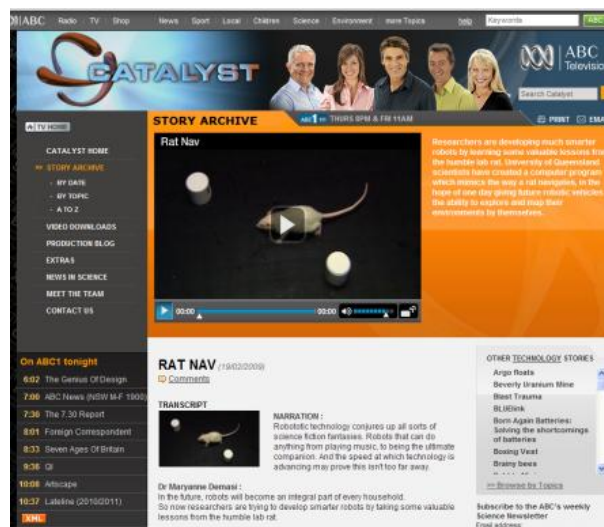 ABC Radio TV Shop News Sport Local Children Science Environment more Topics help Keywords ABC
CATALYST
ABC
Television
Search Catalyst
TV HOME
CATALYST HOME
STORY ARCHIVE
- BY DATE
- BY TOPIC
- A TO Z
VIDEO DOWNLOADS
PRODUCTION BLOG
EXTRAS
NEWS IN SCIENCE
MEET THE TEAM
CONTACT US
On ABC1 tonight
6:02 The Genius Of Design
7:00 ABC News (NSW M-F 1900)
7:30 The 7.30 Report
8:01 Foreign Correspondent
8:33 Seven Ages Of Britain
9:36 QI
10:08 Artscape
10:37 Lateline (2010/2011)
XML
STORY ARCHIVE
ABC1 THURS 8PM & FRI 11AM
PRINT EMA
Rat Nav
00:00 00:00
Researchers are developing much smarter
robots by learning some valuable lessons from
the humble lab rat. University of Queensland
scientists have created a computer program
which mimics the way a rat navigates, in the
hope of one day giving future robotic vehicles
the ability to explore and map their
environments by themselves.
RAT NAV (19/02/2009)
Comments
TRANSCRIPT
NARRATION :
Robototic technology conjures up all sorts of
science fiction fantasies. Robots that can do
anything from playing music, to being the ultimate
companion. And the speed at which technology is
advancing may prove this isn't too far away.
Dr Maryanne Demasi :
In the future, robots will become an integral part of every household.
So now researchers are trying to develop smarter robots by taking some valuable
lessons from the humble lab rat.
OTHER TECHNOLOGY STORIES
Argo floats
Beverly Uranium Mine
Blast Trauma
BLIBlink
Born Again Batteries:
Solving the shortcomings
of batteries
Boxing Vest
Brainy bees
>> Browse by Topics
Subscribe to the ABC's weekly
Science Newsletter
Email address: